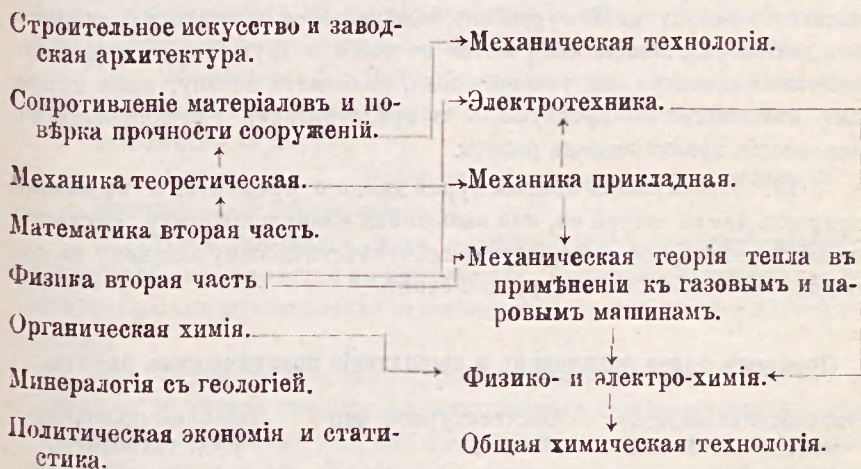 Строительное искусство и завод-
ская архитектура.
Сопротивленіе матеріаловъ и по-
вѣрка прочности сооруженій.
Механика теоретическая.
Математика вторая часть.
Физика вторая часть
Органическая химія.
Минералогія съ геологіей.
Политическая экономія и стати-
стика.
Механическая технологія.
Электротехника.
Механика прикладная.
Механическая теорія тепла въ
примѣненіи къ газовымъ и па-
ровымъ машинамъ.
Физико- и электро-химія.
Общая химическая технологія.